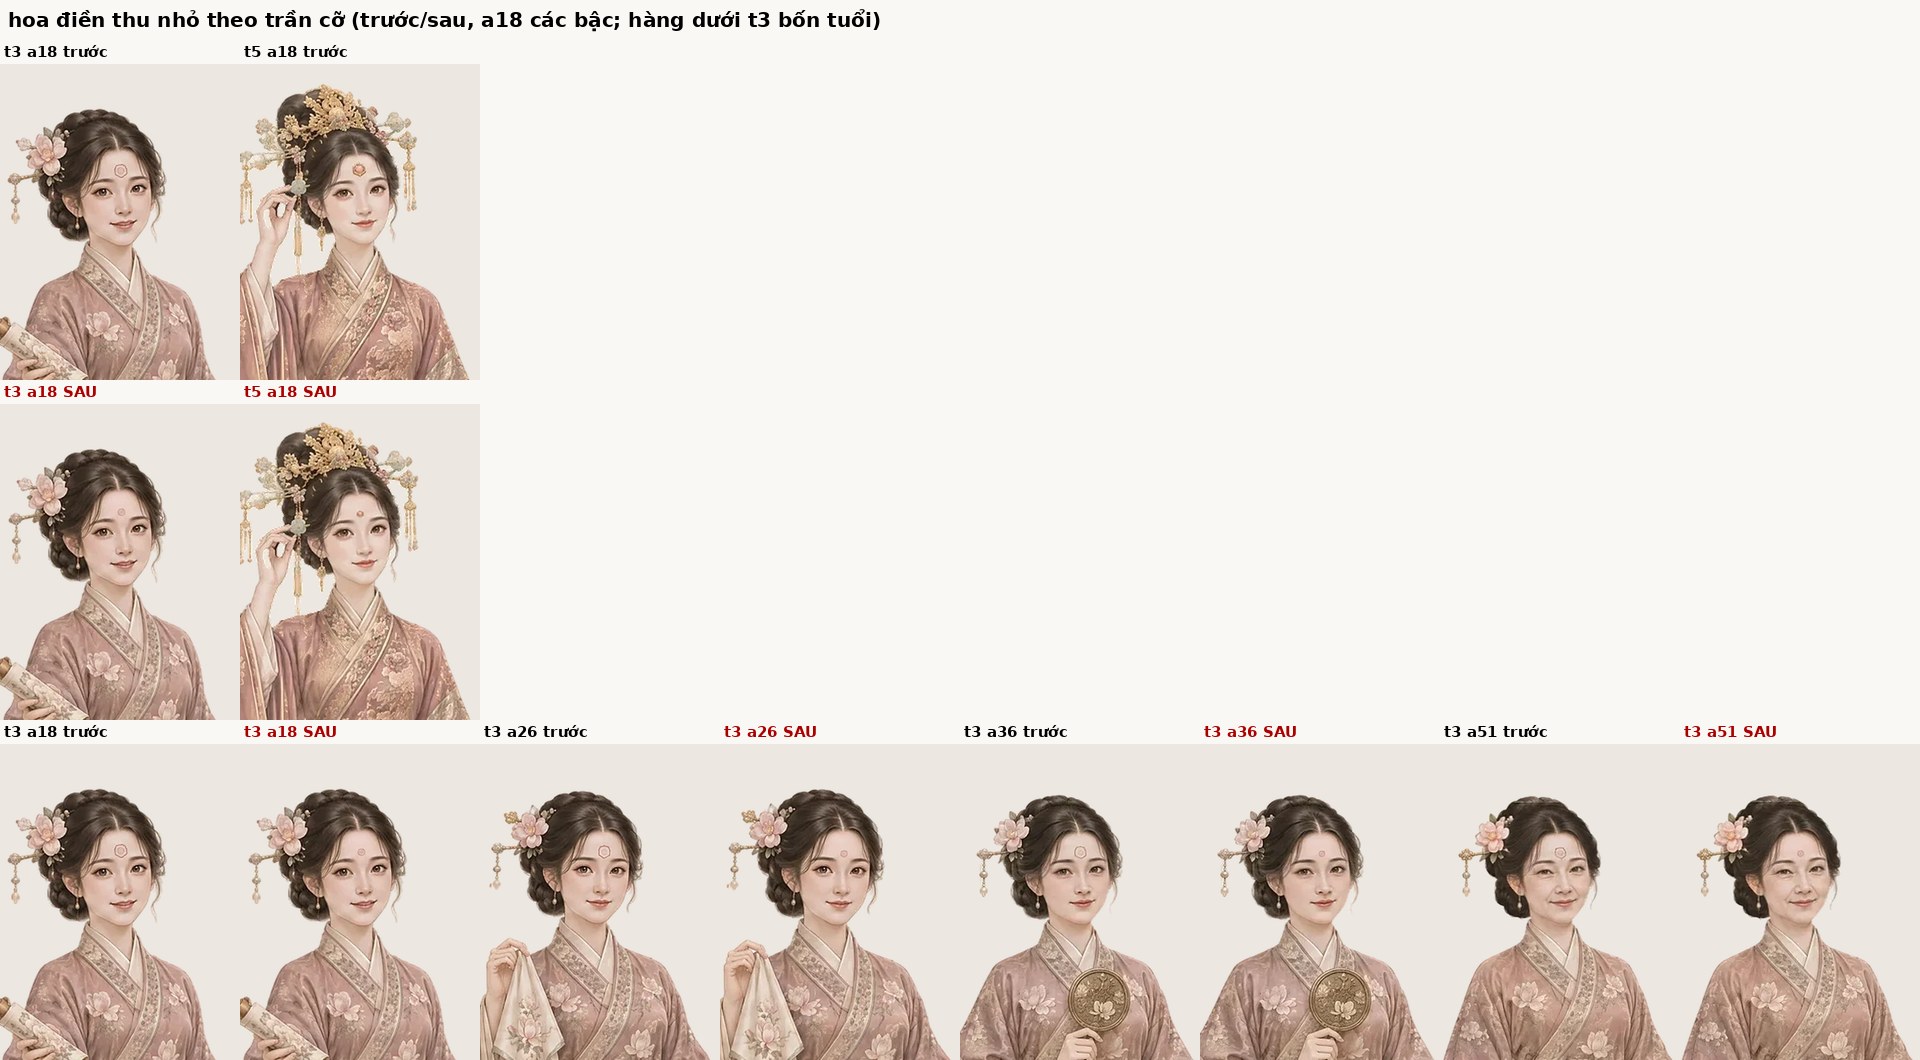 hoa điền thu nhỏ theo trần cỡ (trước/sau, a18 các bậc; hàng dưới t3 bốn tuổi)
t3 a18 trước t5 a18 trước
t3 a18 SAU t5 a18 SAU
t3 a18 trước t3 a18 SAU t3 a26 trước t3 a26 SAU t3 a36 trước t3 a36 SAU t3 a51 trước t3 a51 SAU